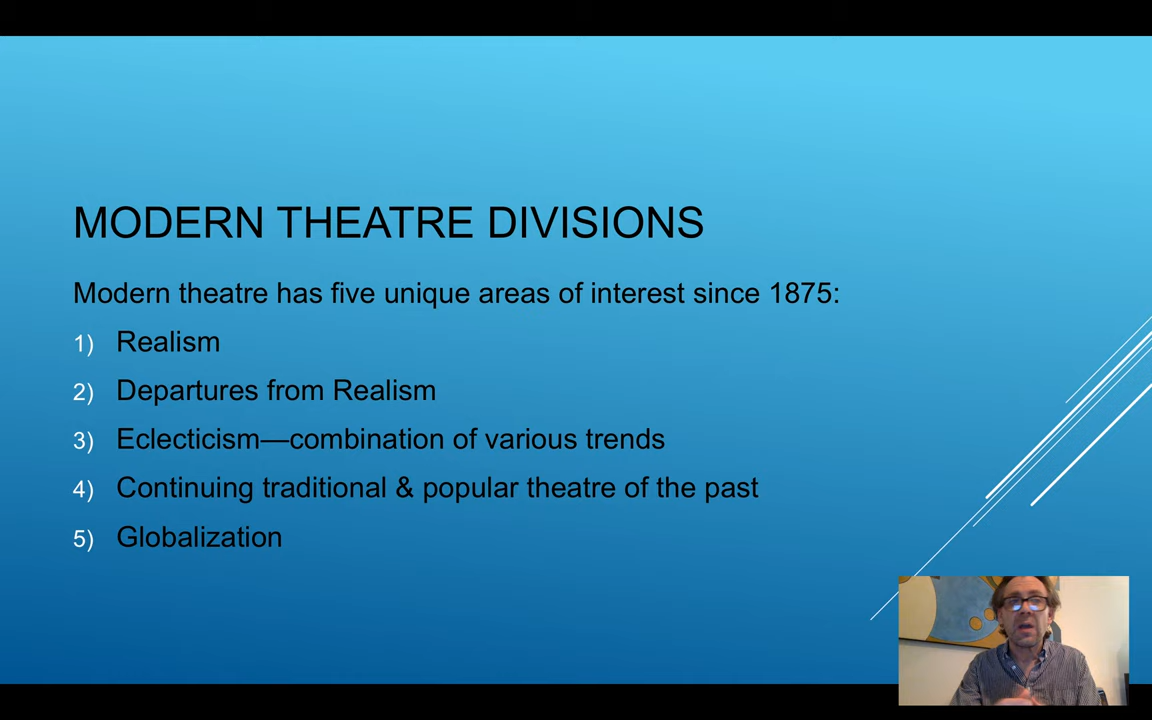 MODERN THEATRE DIVISIONS
Modern theatre has five unique areas of interest since 1875:
1) Realism
2) Departures from Realism
3) Eclecticism—combination of various trends
4) Continuing traditional & popular theatre of the past
5) Globalization